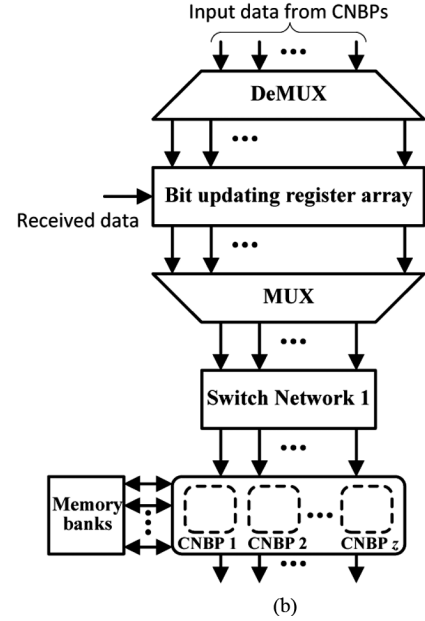 Input data from CNBPs
DeMUX
Bit updating register array
Received data
MUX
Switch Network 1
Memory banks
CNBP 1 CNBP 2 CNBP z
(b)